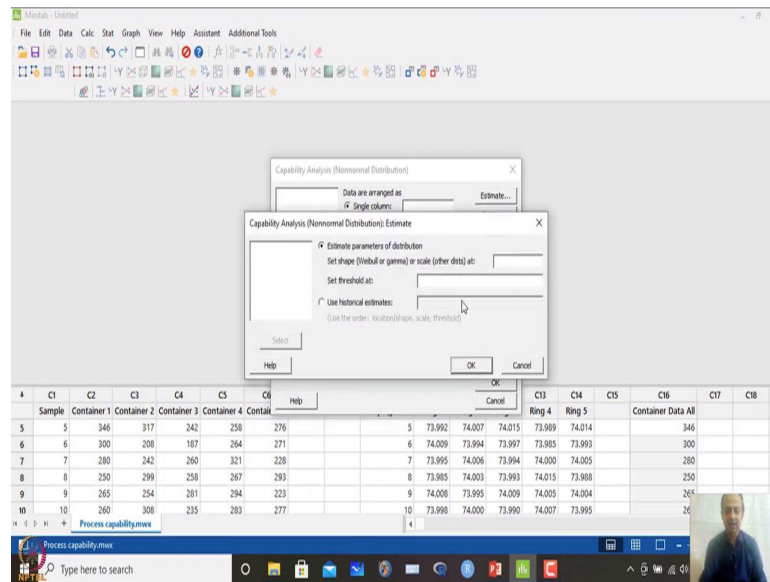 Minitab - Untitled
File Edit Data Calc Stat Graph View Help Assistant Additional Tools
Capability Analysis (Nonnormal Distribution)
Data are arranged as
Single column:
Estimate...
Capability Analysis (Nonnormal Distribution): Estimate
Estimate parameters of distribution
Set shape (Weibull or gamma) or scale (other dists) at:
Set threshold at:
Use historical estimates:
(Use the order: location/shape, scale, threshold)
Select
Help OK Cancel
OK
Help Cancel
C1 C2 C3 C4 C5 C6 C13 C14 C15 C16 C17 C18
Sample Container 1 Container 2 Container 3 Container 4 Ring 4 Ring 5 Container Data All
5 5 346 317 242 258 276 5 73.992 74.007 74.015 73.989 74.014 346
6 6 300 208 187 264 271 6 74.009 73.994 73.997 73.985 73.993 300
7 7 280 242 260 321 228 7 73.995 74.006 73.994 74.000 74.005 280
8 8 250 299 258 267 293 8 73.985 74.003 73.993 74.015 73.988 250
9 9 265 254 281 294 223 9 74.008 73.995 74.009 74.005 74.004 265
10 10 260 308 235 283 277 10 73.998 74.000 73.990 74.007 73.995
Process capability.mwx
Process capability.mwx
Type here to search
NPTEL